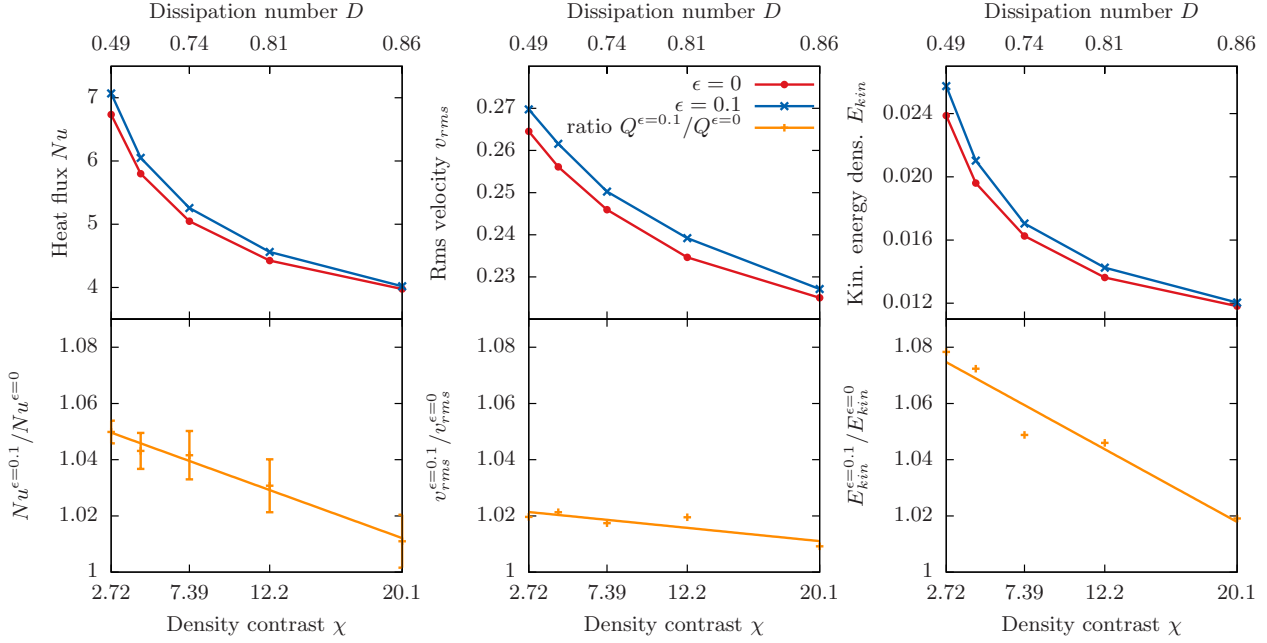 Dissipation number D
0.49 0.74 0.81 0.86
Heat flux Nu
7
6
5
4
Nu^{ϵ=0.1}/Nu^{ϵ=0}
1.08
1.06
1.04
1.02
1
2.72 7.39 12.2 20.1
Density contrast χ
Dissipation number D
0.49 0.74 0.81 0.86
ϵ = 0
ϵ = 0.1
ratio Q^{ϵ=0.1}/Q^{ϵ=0}
Rms velocity v_{rms}
0.27
0.26
0.25
0.24
0.23
v_{rms}^{ϵ=0.1}/v_{rms}^{ϵ=0}
1.08
1.06
1.04
1.02
1
2.72 7.39 12.2 20.1
Density contrast χ
Dissipation number D
0.49 0.74 0.81 0.86
Kin. energy dens. E_{kin}
0.024
0.020
0.016
0.012
E_{kin}^{ϵ=0.1}/E_{kin}^{ϵ=0}
1.08
1.06
1.04
1.02
1
2.72 7.39 12.2 20.1
Density contrast χ